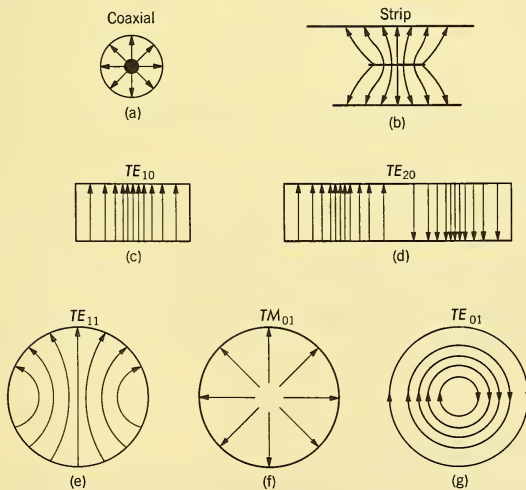 Coaxial
Strip
(a)
(b)
TE10
TE20
(c)
(d)
TE11
TM01
TE01
(e)
(f)
(g)